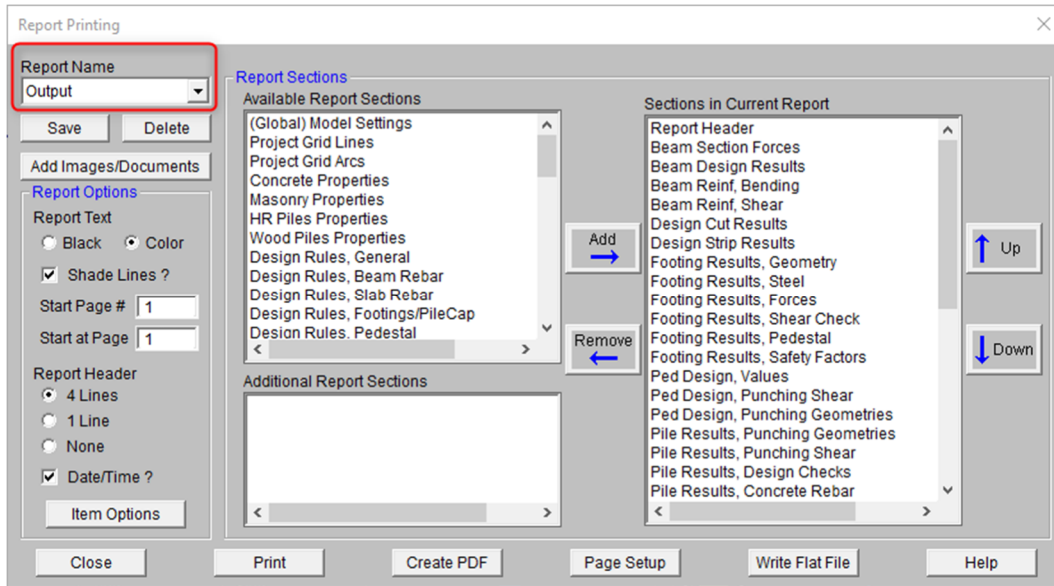 Report Printing
Report Name
Output
Save
Delete
Add Images/Documents
Report Options
Report Text
Black
Color
Shade Lines ?
Start Page # 1
Start at Page 1
Report Header
4 Lines
1 Line
None
Date/Time ?
Item Options
Report Sections
Available Report Sections
(Global) Model Settings
Project Grid Lines
Project Grid Arcs
Concrete Properties
Masonry Properties
HR Piles Properties
Wood Piles Properties
Design Rules, General
Design Rules, Beam Rebar
Design Rules, Slab Rebar
Design Rules, Footings/PileCap
Design Rules, Pedestal
Additional Report Sections
Add
Remove
Sections in Current Report
Report Header
Beam Section Forces
Beam Design Results
Beam Reinf, Bending
Beam Reinf, Shear
Design Cut Results
Design Strip Results
Footing Results, Geometry
Footing Results, Steel
Footing Results, Forces
Footing Results, Shear Check
Footing Results, Pedestal
Footing Results, Safety Factors
Ped Design, Values
Ped Design, Punching Shear
Ped Design, Punching Geometries
Pile Results, Punching Geometries
Pile Results, Punching Shear
Pile Results, Design Checks
Pile Results, Concrete Rebar
Up
Down
Close
Print
Create PDF
Page Setup
Write Flat File
Help